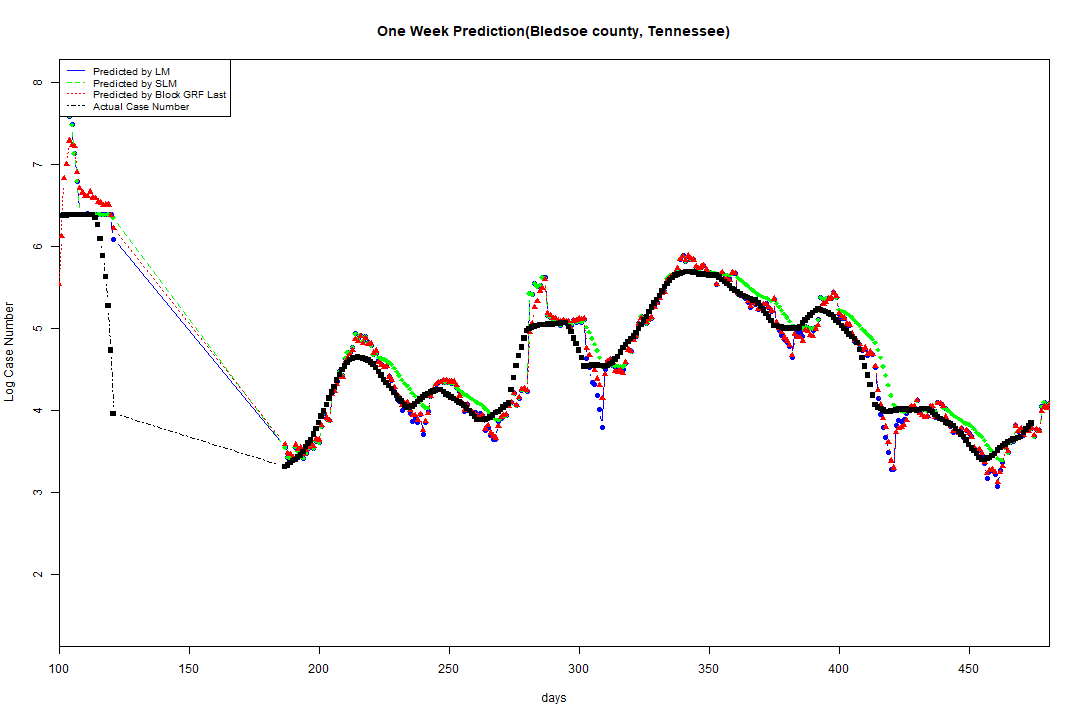 One Week Prediction(Bledsoe county, Tennessee)
Predicted by LM
Predicted by SLM
Predicted by Block GRF Last
Actual Case Number
Log Case Number
8
7
6
5
4
3
2
100 150 200 250 300 350 400 450
days